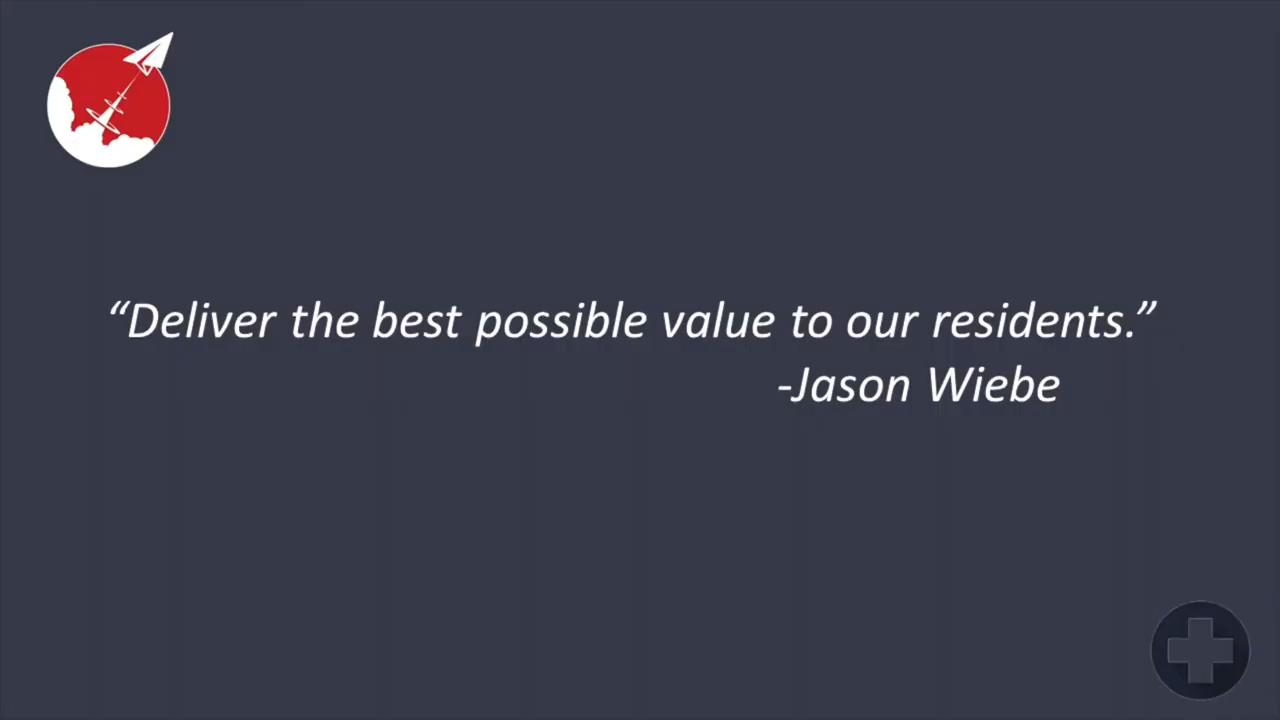 “Deliver the best possible value to our residents.”
-Jason Wiebe